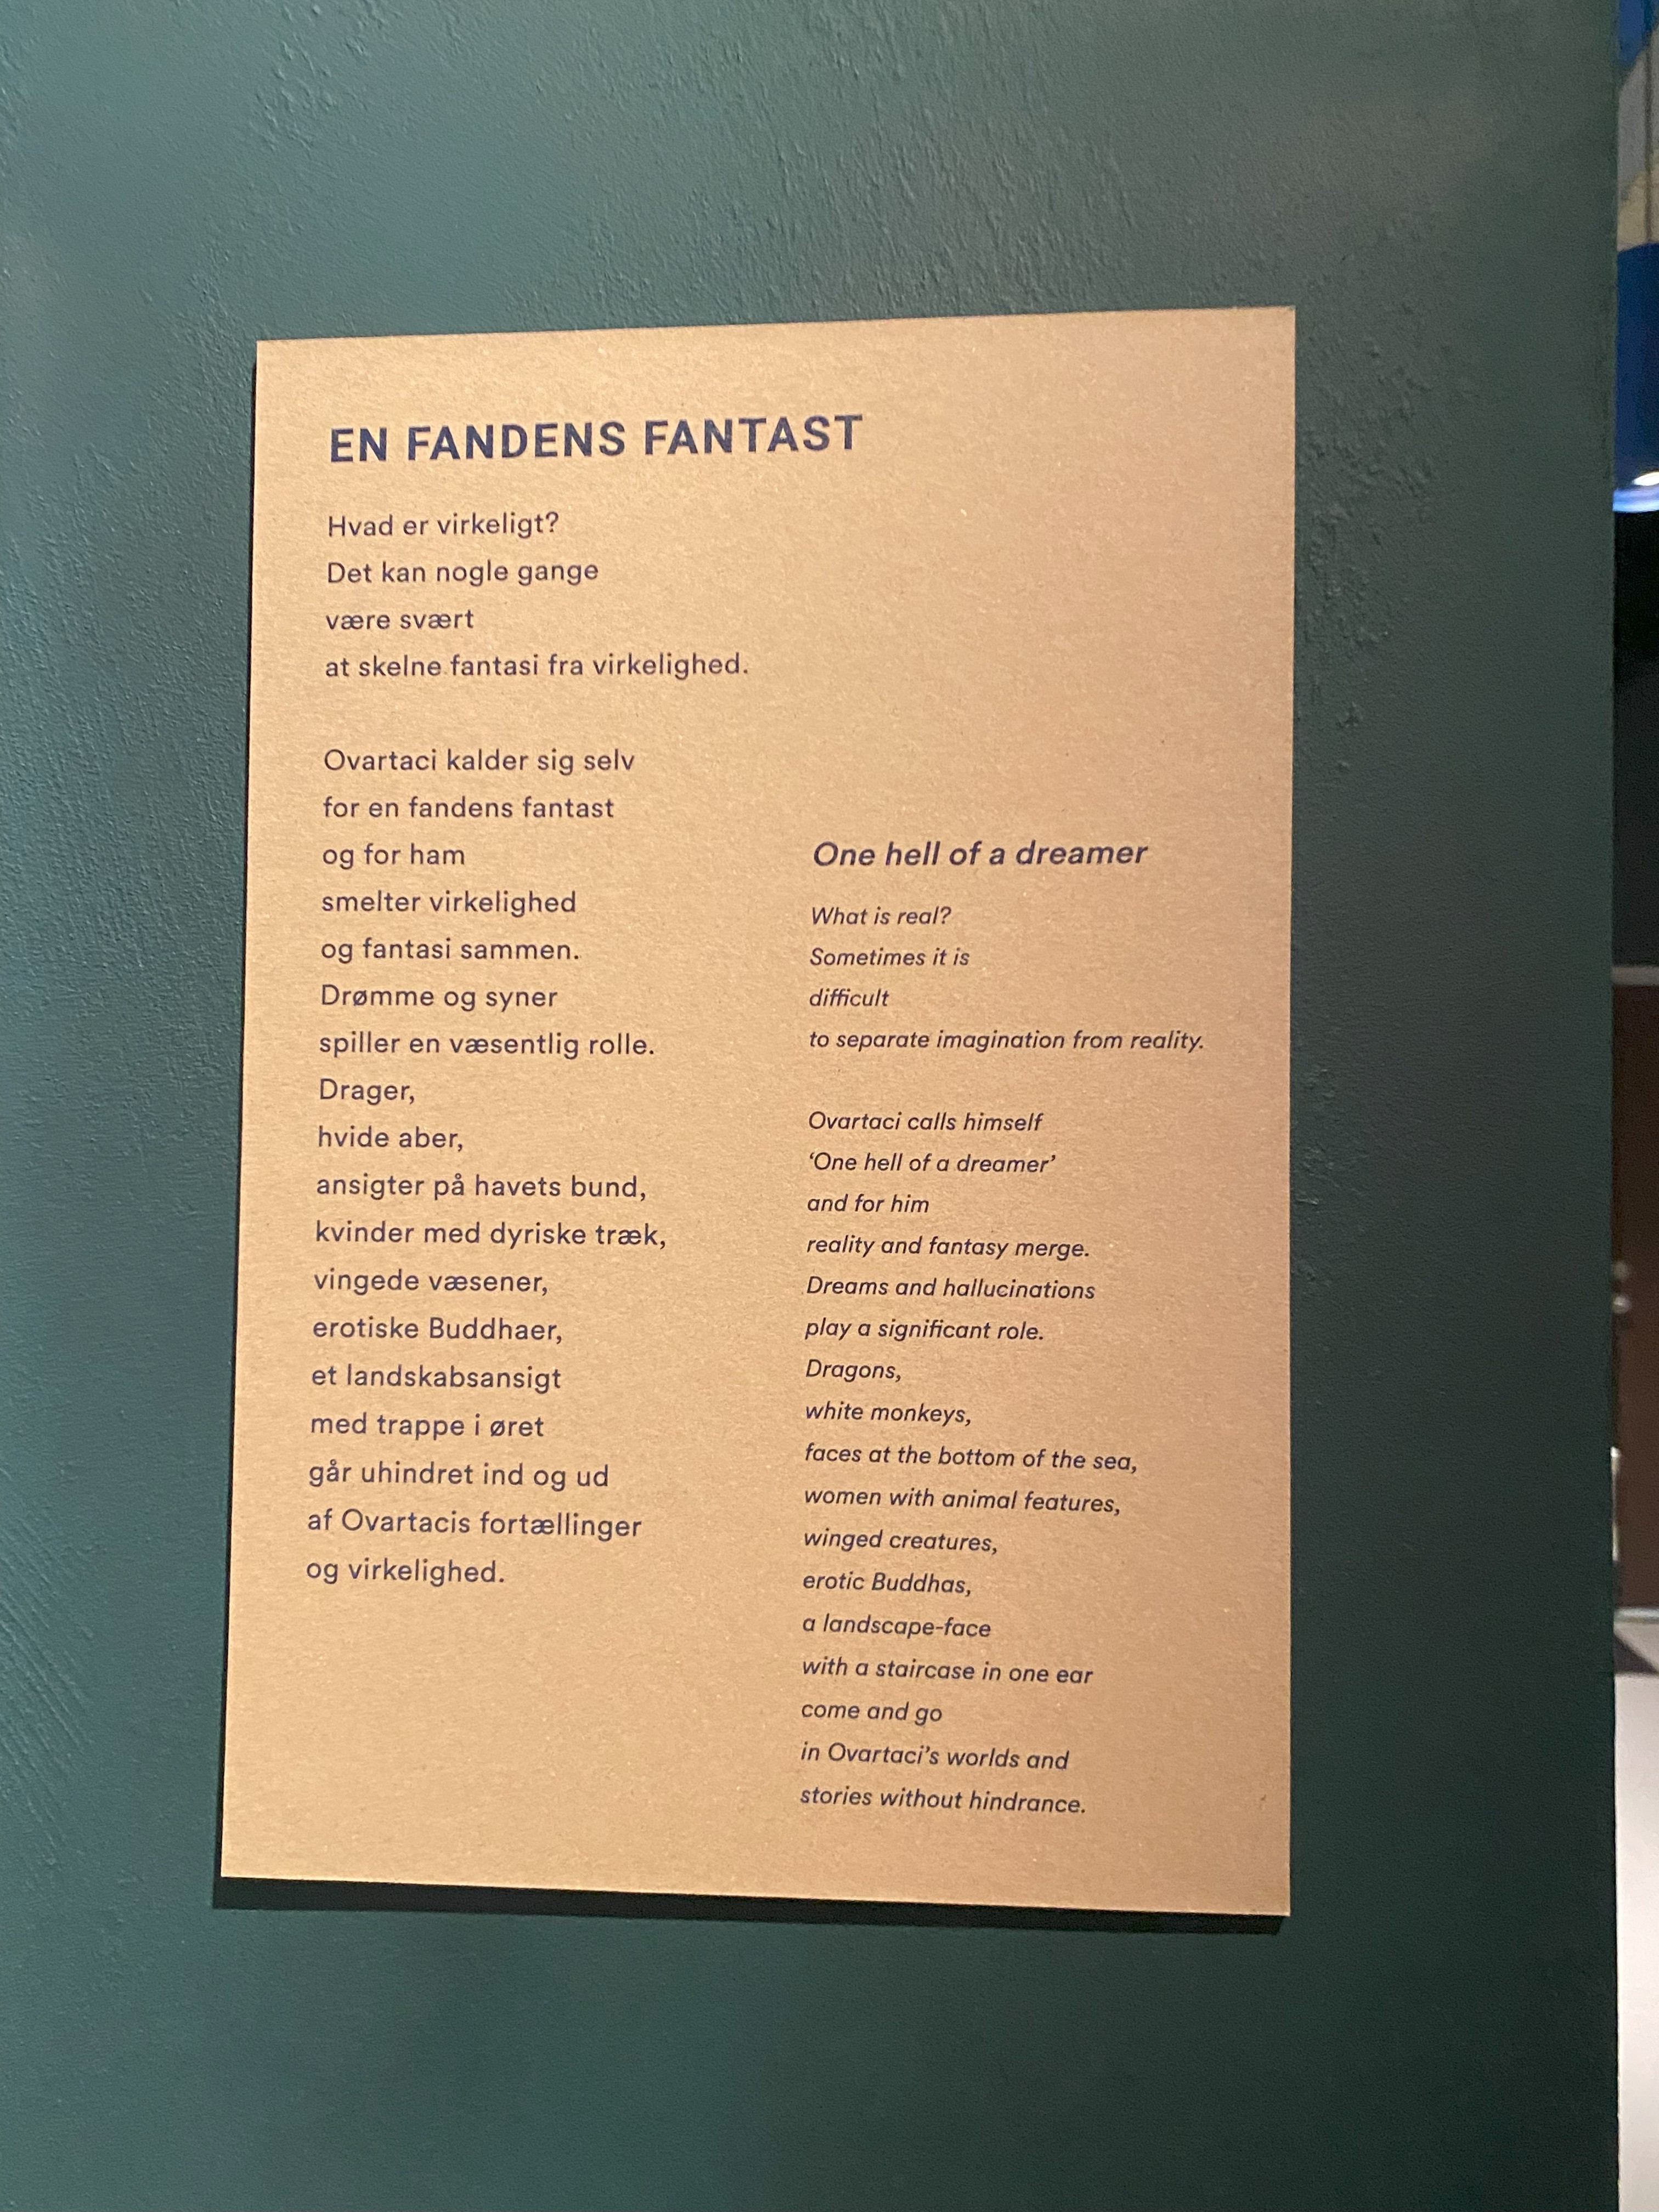 EN FANDENS FANTAST
Hvad er virkeligt?
Det kan nogle gange
være svært
at skelne fantasi fra virkelighed.
Ovartaci kalder sig selv
for en fandens fantast
og for ham
smelter virkelighed
og fantasi sammen.
Drømme og syner
spiller en væsentlig rolle.
Drager,
hvide aber,
ansigter på havets bund,
kvinder med dyriske træk,
vingede væsener,
erotiske Buddhaer,
et landskabsansigt
med trappe i øret
går uhindret ind og ud
af Ovartacis fortællinger
og virkelighed.
One hell of a dreamer
What is real?
Sometimes it is
difficult
to separate imagination from reality.
Ovartaci calls himself
‘One hell of a dreamer’
and for him
reality and fantasy merge.
Dreams and hallucinations
play a significant role.
Dragons,
white monkeys,
faces at the bottom of the sea,
women with animal features,
winged creatures,
erotic Buddhas,
a landscape-face
with a staircase in one ear
come and go
in Ovartaci’s worlds and
stories without hindrance.